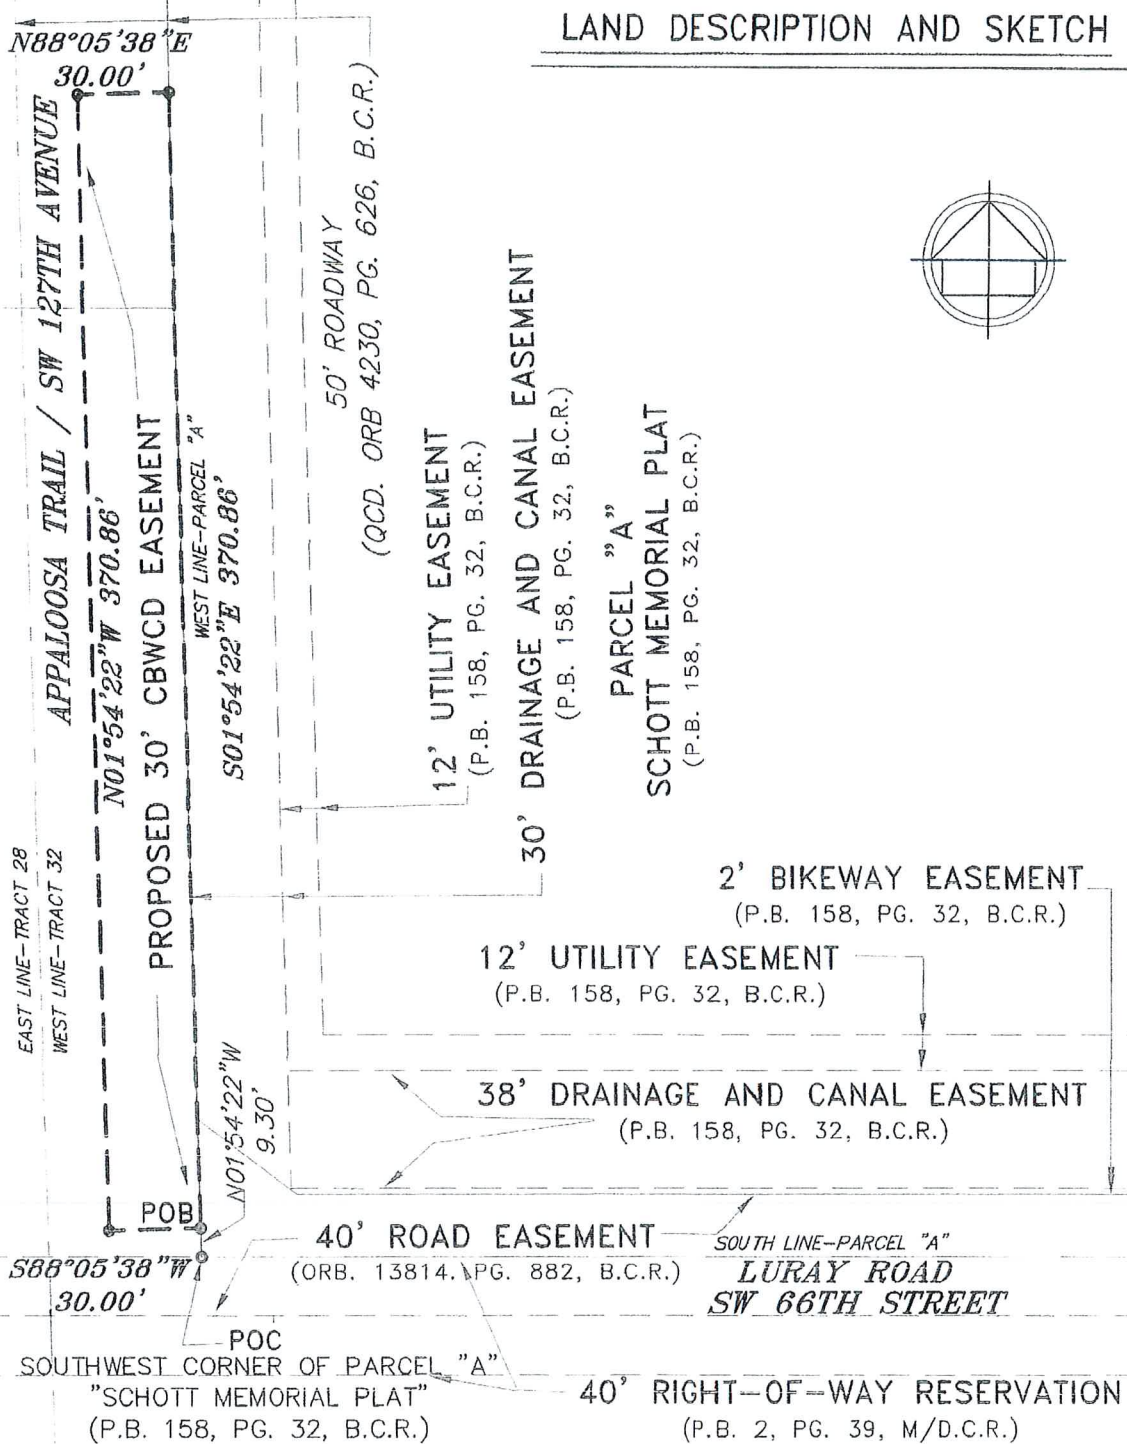 LAND DESCRIPTION AND SKETCH
N88°05'38"E
30.00'
APPALOOSA TRAIL / SW 127TH AVENUE
N01°54'22"W 370.86'
PROPOSED 30' CBWCD EASEMENT
WEST LINE-PARCEL "A"
S01°54'22"E 370.86'
50' ROADWAY
(QCD. ORB 4230, PG. 626, B.C.R.)
12' UTILITY EASEMENT
(P.B. 158, PG. 32, B.C.R.)
30' DRAINAGE AND CANAL EASEMENT
(P.B. 158, PG. 32, B.C.R.)
PARCEL "A"
SCHOTT MEMORIAL PLAT
(P.B. 158, PG. 32, B.C.R.)
EAST LINE-TRACT 28
WEST LINE-TRACT 32
2' BIKEWAY EASEMENT
(P.B. 158, PG. 32, B.C.R.)
12' UTILITY EASEMENT
(P.B. 158, PG. 32, B.C.R.)
N01°54'22"W
9.30'
38' DRAINAGE AND CANAL EASEMENT
(P.B. 158, PG. 32, B.C.R.)
POB
40' ROAD EASEMENT
(ORB. 13814. PG. 882, B.C.R.)
SOUTH LINE-PARCEL "A"
LURAY ROAD
SW 66TH STREET
S88°05'38"W
30.00'
POC
SOUTHWEST CORNER OF PARCEL "A"
"SCHOTT MEMORIAL PLAT"
(P.B. 158, PG. 32, B.C.R.)
40' RIGHT-OF-WAY RESERVATION
(P.B. 2, PG. 39, M/D.C.R.)